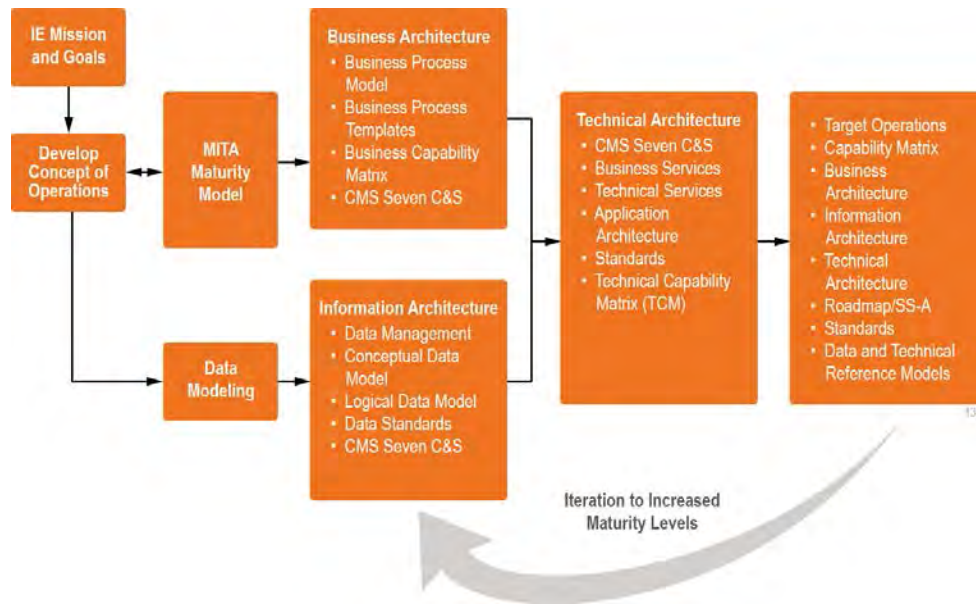 IE Mission
and Goals
Develop
Concept of
Operations
MITA
Maturity
Model
Business Architecture
• Business Process
Model
• Business Process
Templates
• Business Capability
Matrix
• CMS Seven C&S
Data
Modeling
Information Architecture
• Data Management
• Conceptual Data
Model
• Logical Data Model
• Data Standards
• CMS Seven C&S
Technical Architecture
• CMS Seven C&S
• Business Services
• Technical Services
• Application
Architecture
• Standards
• Technical Capability
Matrix (TCM)
• Target Operations
• Capability Matrix
• Business
Architecture
• Information
Architecture
• Technical
Architecture
• Roadmap/SS-A
• Standards
• Data and Technical
Reference Models
13
Iteration to Increased
Maturity Levels